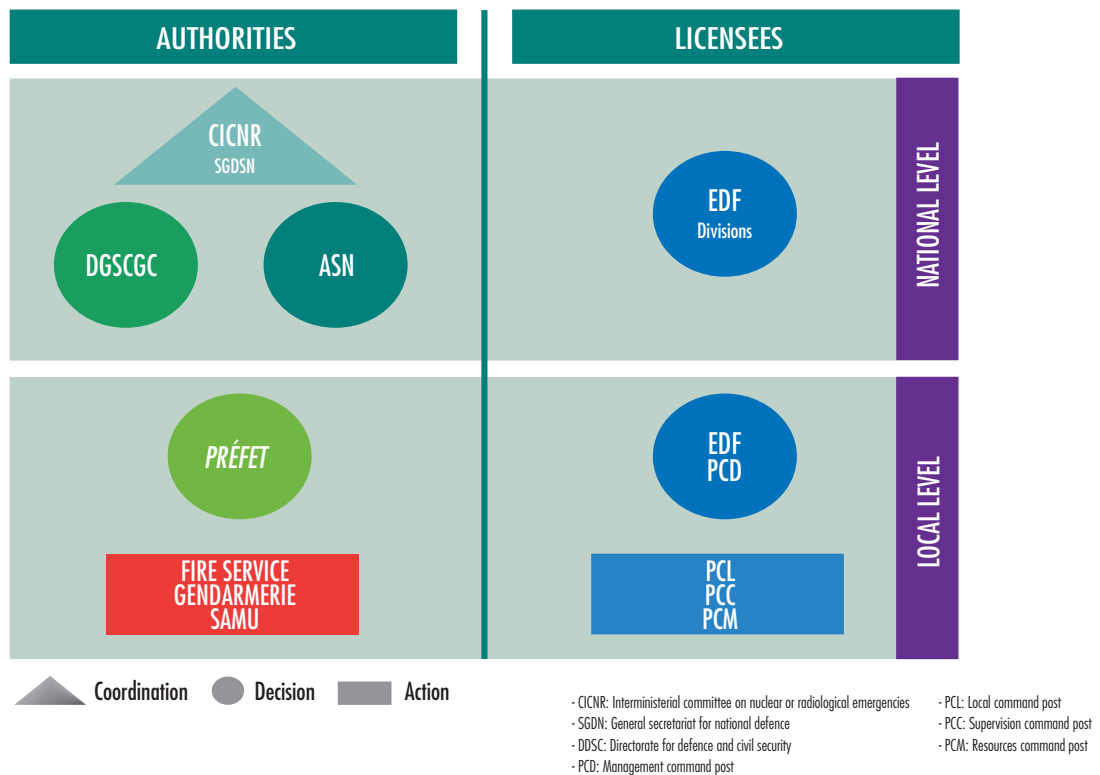 AUTHORITIES
LICENSEES
CICNR
SGDSN
DGSCGC
ASN
EDF
Divisions
NATIONAL LEVEL
PRÉFET
EDF
PCD
LOCAL LEVEL
FIRE SERVICE
GENDARMERIE
SAMU
PCL
PCC
PCM
Coordination
Decision
Action
- CICNR: Interministerial committee on nuclear or radiological emergencies
- SGDN: General secretariat for national defence
- DDSC: Directorate for defence and civil security
- PCD: Management command post
- PCL: Local command post
- PCC: Supervision command post
- PCM: Resources command post